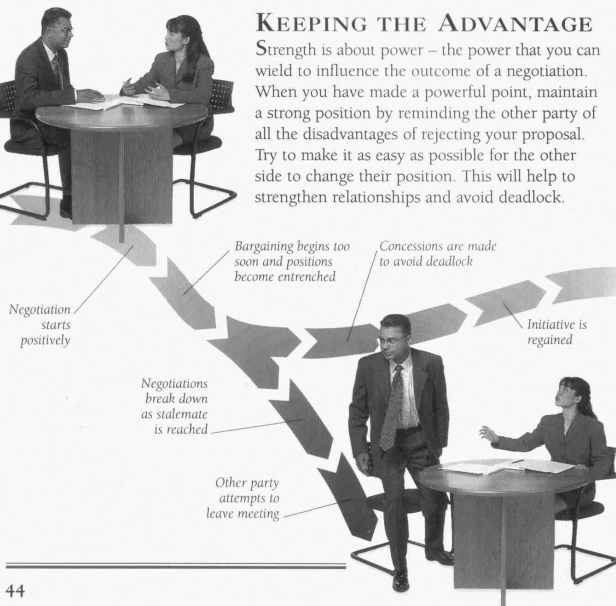 KEEPING THE ADVANTAGE
Strength is about power – the power that you can
wield to influence the outcome of a negotiation.
When you have made a powerful point, maintain
a strong position by reminding the other party of
all the disadvantages of rejecting your proposal.
Try to make it as easy as possible for the other
side to change their position. This will help to
strengthen relationships and avoid deadlock.
Bargaining begins too
soon and positions
become entrenched
Concessions are made
to avoid deadlock
Negotiation
starts
positively
Initiative is
regained
Negotiations
break down
as stalemate
is reached
Other party
attempts to
leave meeting
44